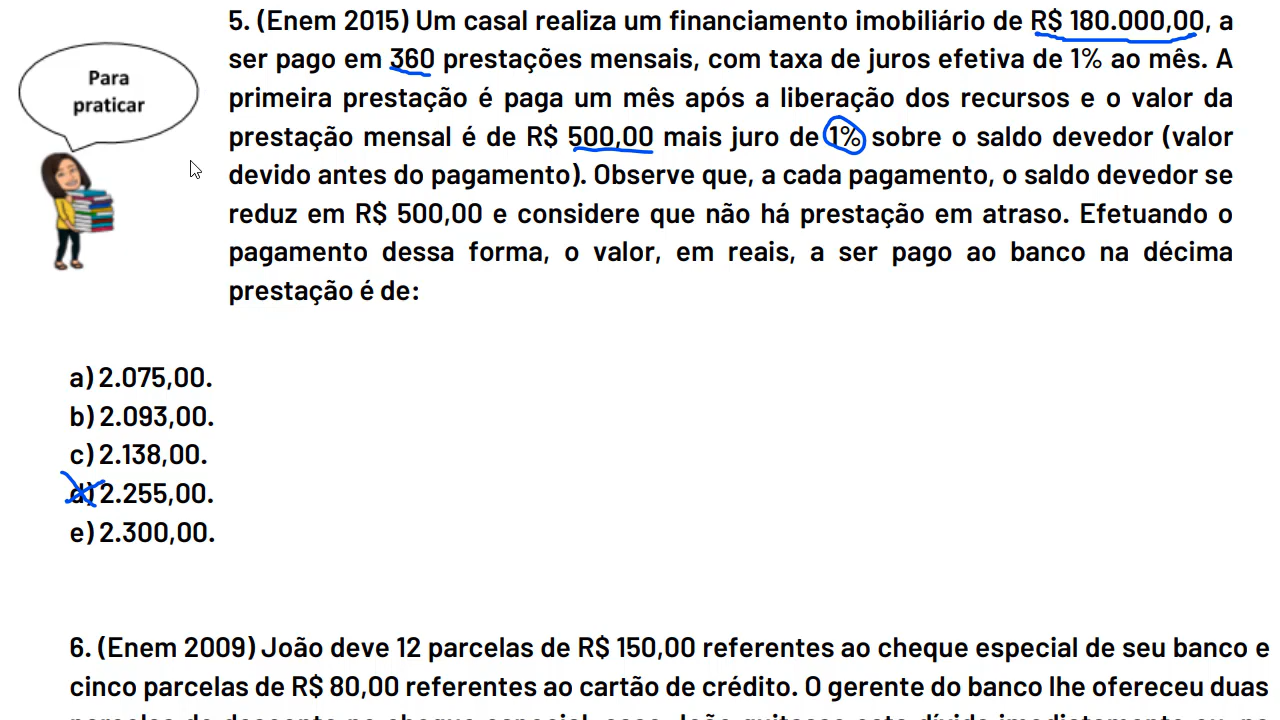 Para
praticar
5. (Enem 2015) Um casal realiza um financiamento imobiliário de R$ 180.000,00, a
ser pago em 360 prestações mensais, com taxa de juros efetiva de 1% ao mês. A
primeira prestação é paga um mês após a liberação dos recursos e o valor da
prestação mensal é de R$ 500,00 mais juro de 1% sobre o saldo devedor (valor
devido antes do pagamento). Observe que, a cada pagamento, o saldo devedor se
reduz em R$ 500,00 e considere que não há prestação em atraso. Efetuando o
pagamento dessa forma, o valor, em reais, a ser pago ao banco na décima
prestação é de:
a) 2.075,00.
b) 2.093,00.
c) 2.138,00.
d) 2.255,00.
e) 2.300,00.
6. (Enem 2009) João deve 12 parcelas de R$ 150,00 referentes ao cheque especial de seu banco e
cinco parcelas de R$ 80,00 referentes ao cartão de crédito. O gerente do banco lhe ofereceu duas